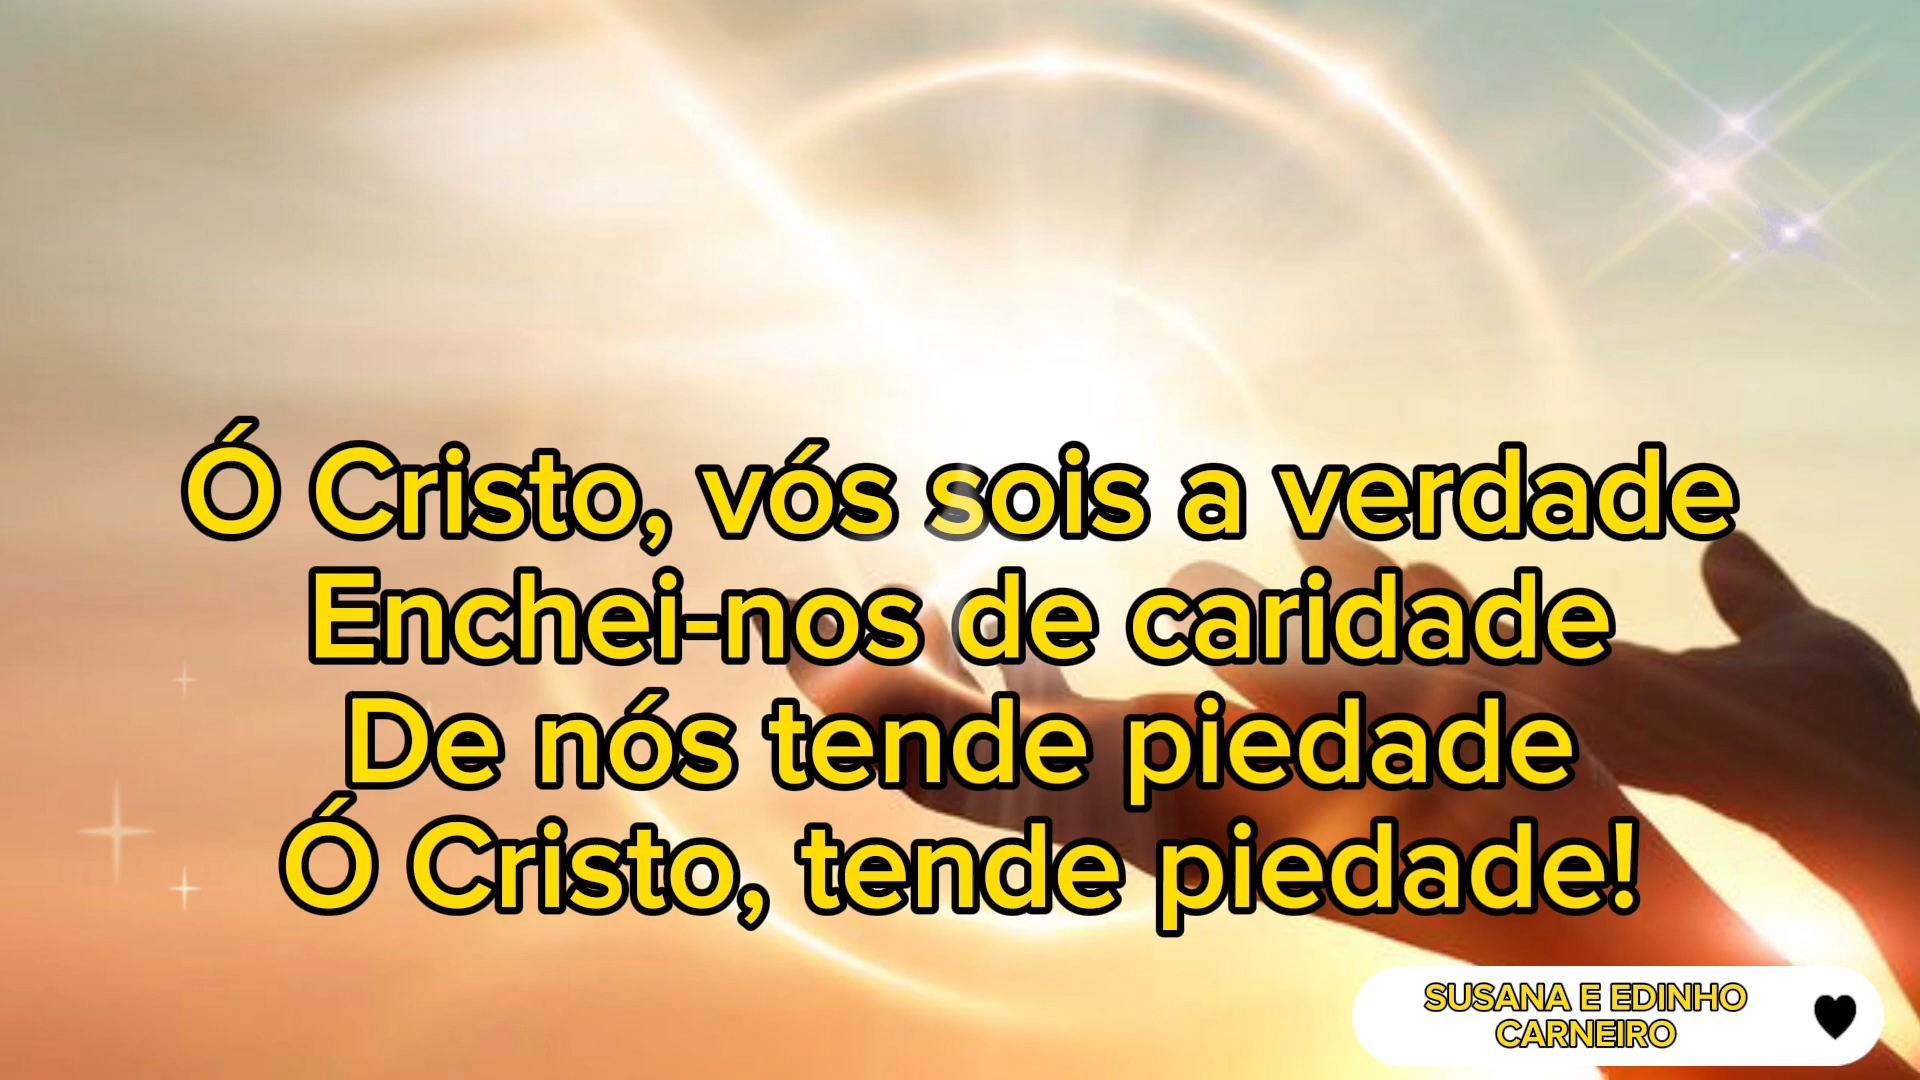 Ó Cristo, vós sois a verdade
Enchei-nos de caridade
De nós tende piedade
Ó Cristo, tende piedade!
SUSANA E EDINHO
CARNEIRO